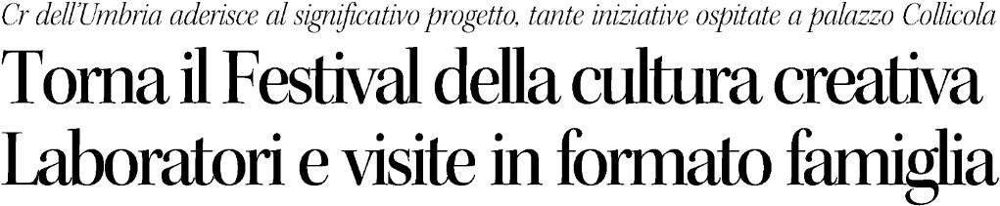 Cr dell'Umbria aderisce al significativo progetto, tante iniziative ospitate a palazzo Collicola
Torna il Festival della cultura creativa
Laboratori e visite in formato famiglia